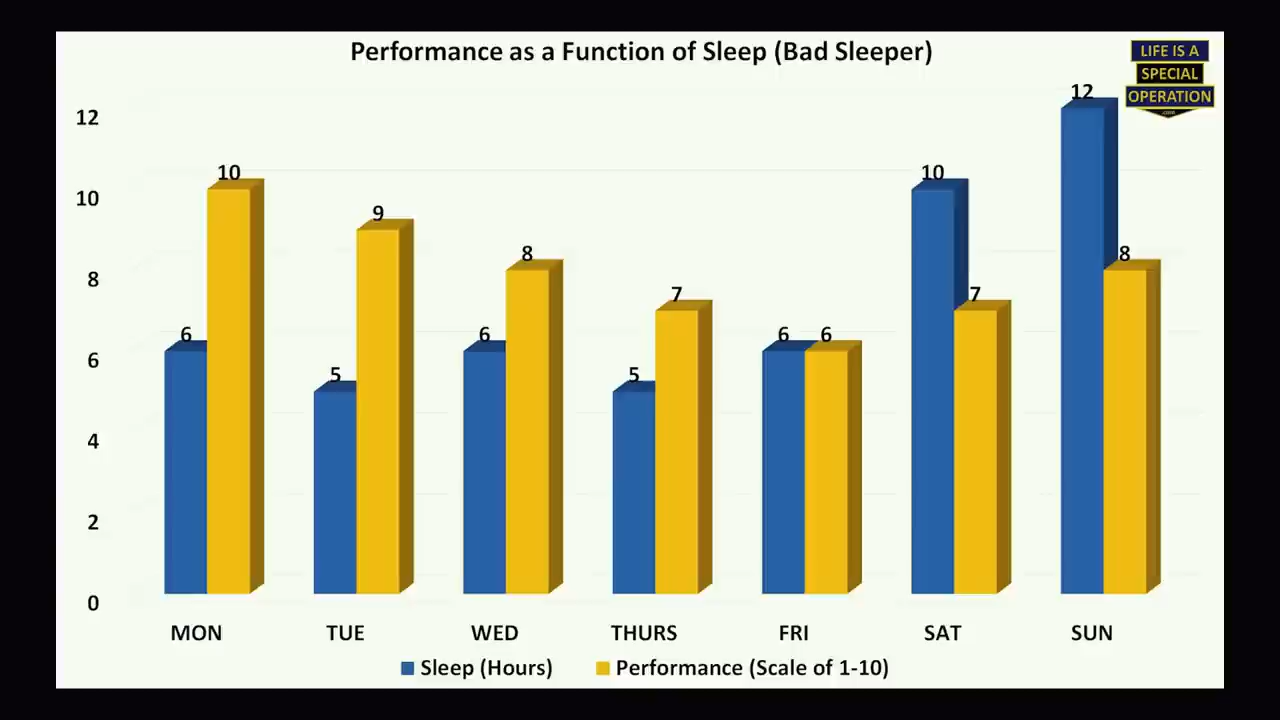 Performance as a Function of Sleep (Bad Sleeper)
LIFE IS A
SPECIAL
OPERATION
.com
12
10
8
6
4
2
0
6 10
5 9
6 8
5 7
6 6
10 7
12 8
MON TUE WED THURS FRI SAT SUN
Sleep (Hours) Performance (Scale of 1-10)